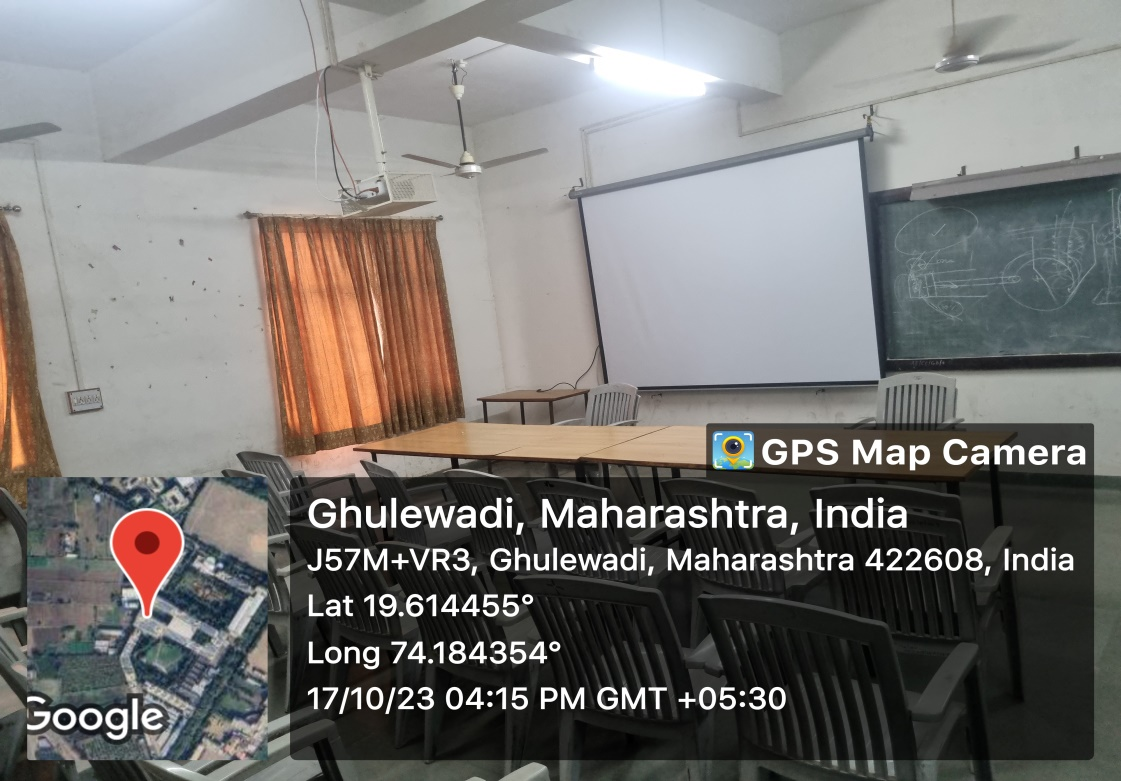 GPS Map Camera
Ghulewadi, Maharashtra, India
J57M+VR3, Ghulewadi, Maharashtra 422608, India
Lat 19.614455°
Long 74.184354°
17/10/23 04:15 PM GMT +05:30
Google